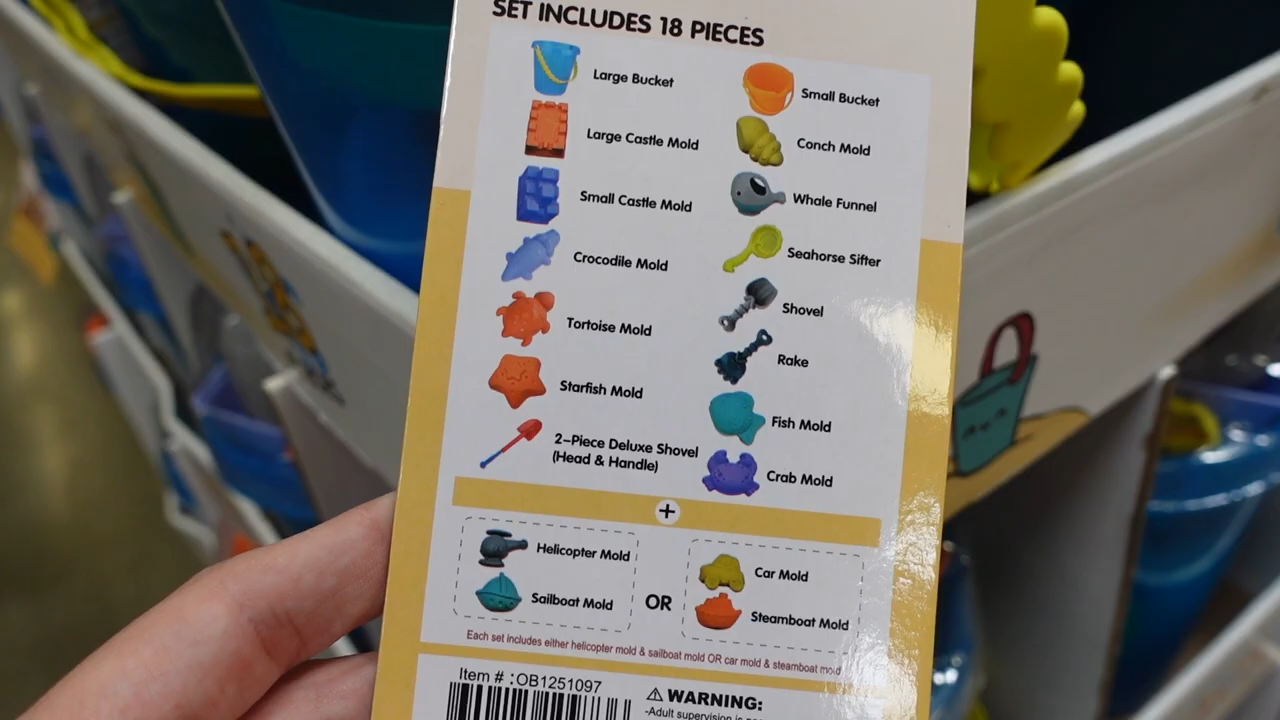 SET INCLUDES 18 PIECES
Large Bucket
Large Castle Mold
Small Castle Mold
Crocodile Mold
Tortoise Mold
Starfish Mold
2-Piece Deluxe Shovel
(Head & Handle)
Small Bucket
Conch Mold
Whale Funnel
Seahorse Sifter
Shovel
Rake
Fish Mold
Crab Mold
+
Helicopter Mold
Sailboat Mold
OR
Car Mold
Steamboat Mold
Each set includes either helicopter mold & sailboat mold OR car mold & steamboat mold
Item # :OB1251097
WARNING:
-Adult supervision is